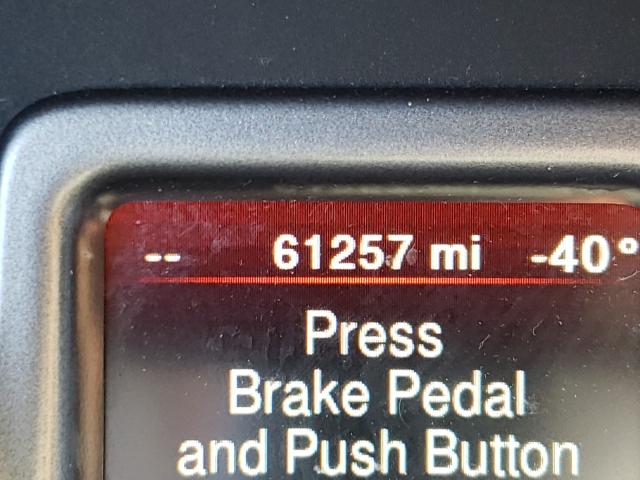 -- 61257 mi -40°
Press
Brake Pedal
and Push Button